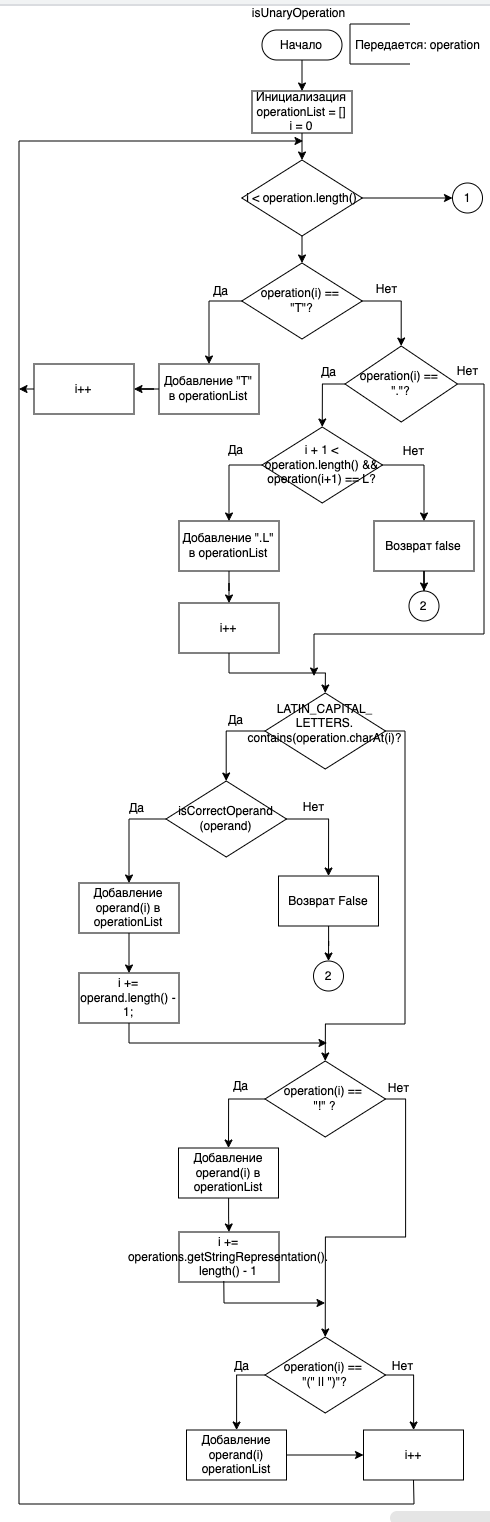 isUnaryOperation
Начало
Передается: operation
Инициализация
operationList = []
i = 0
i < operation.length()
1
operation(i) ==
"T"?
Да
Нет
Добавление "T"
в operationList
i++
operation(i) ==
"."?
Да
Нет
i + 1 <
operation.length() &&
operation(i+1) == L?
Да
Нет
Добавление ".L"
в operationList
Возврат false
2
i++
LATIN_CAPITAL_
LETTERS.
contains(operation.charAt(i)?
Да
isCorrectOperand
(operand)
Да
Нет
Добавление
operand(i) в
operationList
Возврат False
2
i +=
operand.length() -
1;
operation(i) ==
"!" ?
Да
Нет
Добавление
operand(i) в
operationList
i +=
operations.getStringRepresentation().
length() - 1
operation(i) ==
"(" II ")"?
Да
Нет
Добавление
operand(i)
operationList
i++